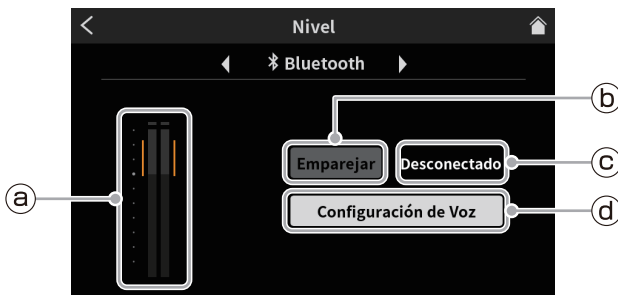 Nivel
Bluetooth
ⓑ
Emparejar
Desconectado
ⓒ
ⓐ
Configuración de Voz
ⓓ